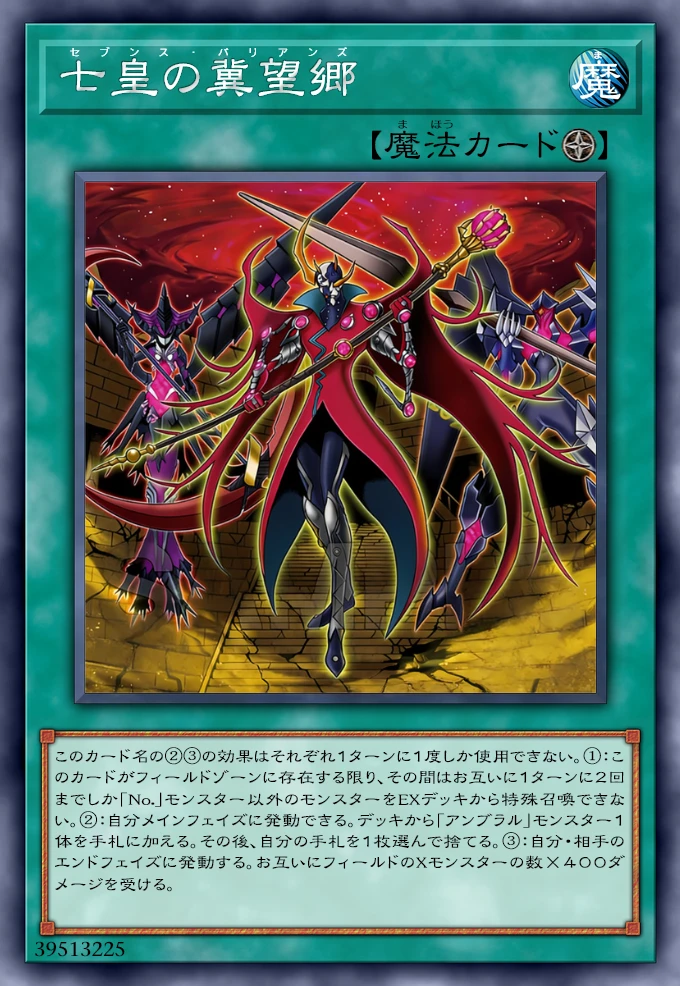 セブンス・バリアンズ
七皇の冀望郷
ま
魔
ま ほう
【魔法カード】
このカード名の②③の効果はそれぞれ1ターンに1度しか使用できない。①:こ
のカードがフィールドゾーンに存在する限り、その間はお互いに1ターンに2回
までしか「No.」モンスター以外のモンスターをEXデッキから特殊召喚できな
い。②:自分メインフェイズに発動できる。デッキから「アンブラル」モンスター1
体を手札に加える。その後、自分の手札を1枚選んで捨てる。③:自分・相手の
エンドフェイズに発動する。お互いにフィールドのXモンスターの数×400ダ
メージを受ける。
39513225